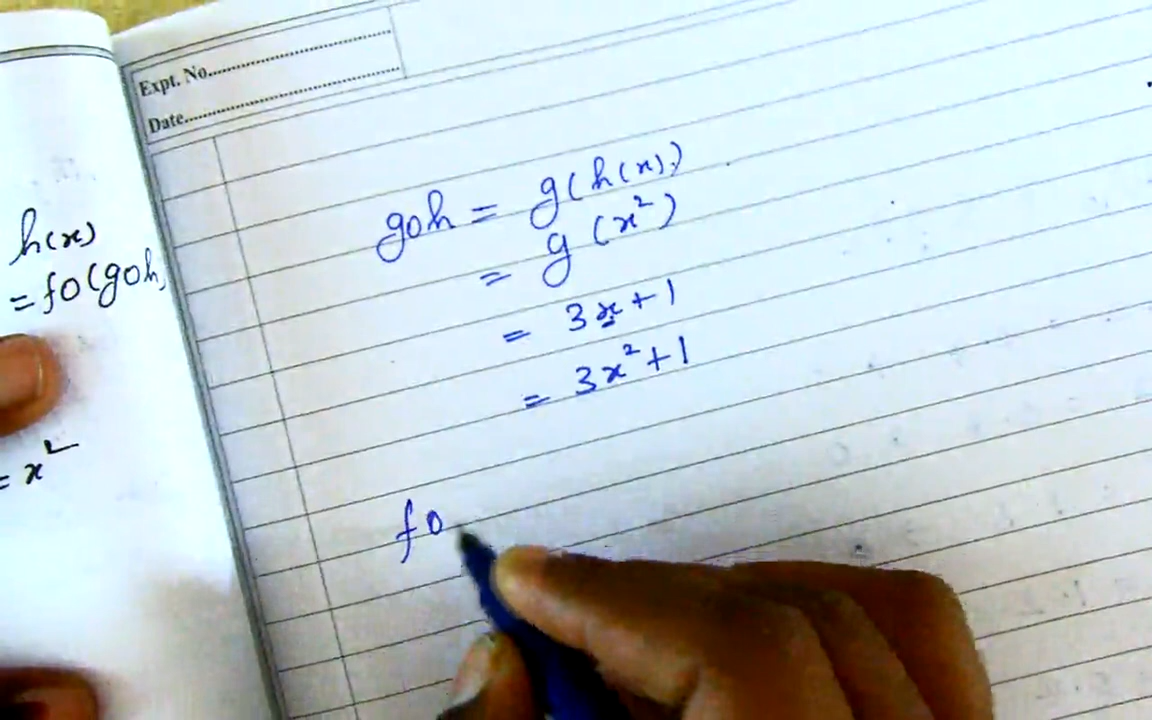 h(x)
= fo(goh)
= x²
Expt. No.
Date
goh = g(h(x))
= g(x²)
= 3x+1
= 3x²+1
fo